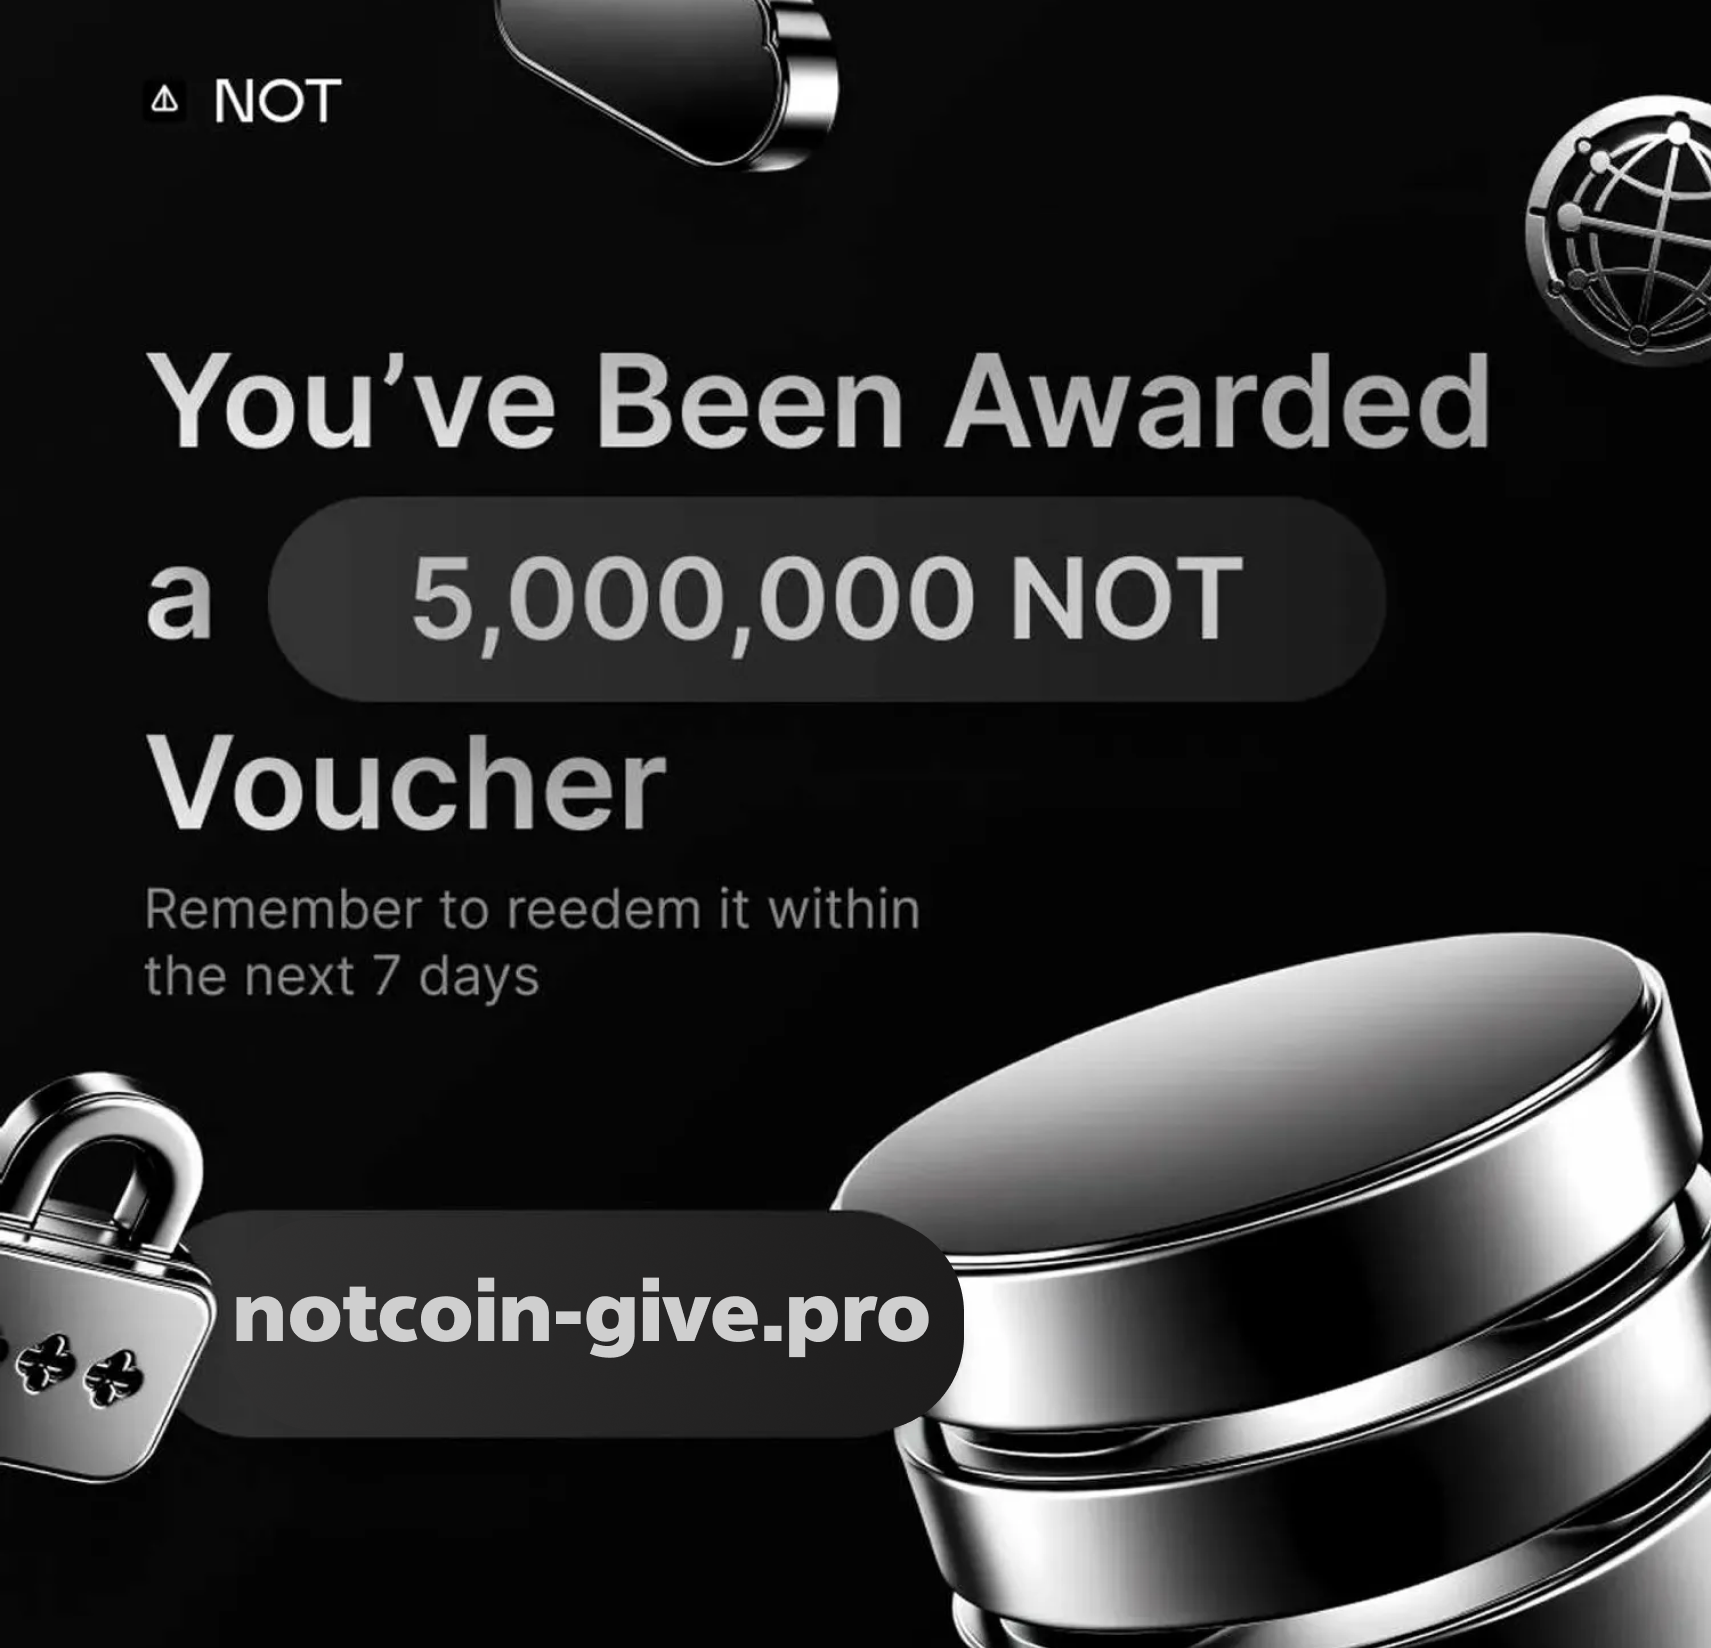 NOT
You’ve Been Awarded
a 5,000,000 NOT
Voucher
Remember to reedem it within
the next 7 days
notcoin-give.pro